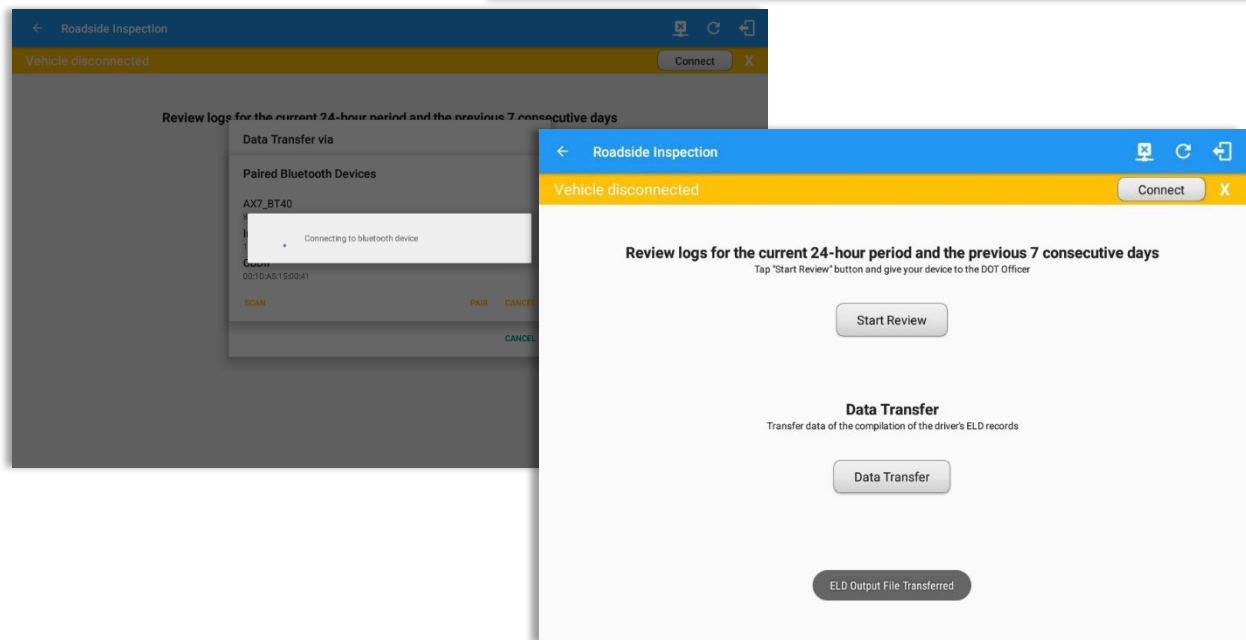 Roadside Inspection
Vehicle disconnected
Connect
X
Review logs for the current 24-hour period and the previous 7 consecutive days
Data Transfer via
Paired Bluetooth Devices
AX7_BT40
Connecting to bluetooth device
00:1D:A5:15:00:41
SCAN
PAIR
CANCEL
CANCEL
Roadside Inspection
Vehicle disconnected
Connect
X
Review logs for the current 24-hour period and the previous 7 consecutive days
Tap "Start Review" button and give your device to the DOT Officer
Start Review
Data Transfer
Transfer data of the compilation of the driver's ELD records
Data Transfer
ELD Output File Transferred